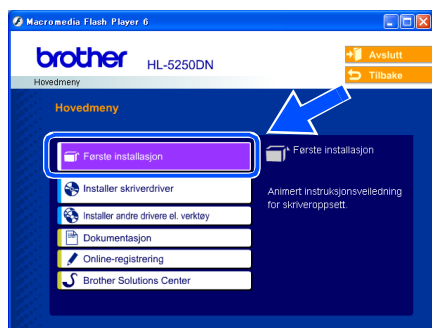 Macromedia Flash Player 6
brother HL-5250DN
Avslutt
Tilbake
Hovedmeny
Hovedmeny
Første installasjon
Installer skriverdriver
Installer andre drivere el. verktøy
Dokumentasjon
Online-registrering
Brother Solutions Center
Første installasjon
Animert instruksjonsveiledning
for skriveroppsett.